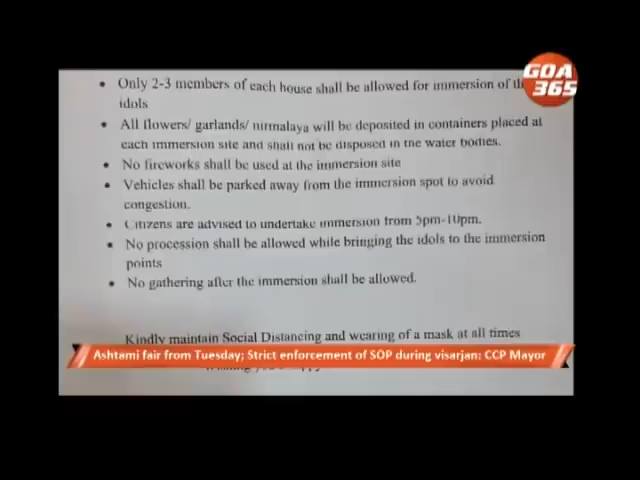 GOA
365
• Only 2-3 members of each house shall be allowed for immersion of
idols
• All flowers/ garlands/ nirmalaya will be deposited in containers placed at
each immersion site and shall not be disposed in the water bodies.
• No fireworks shall be used at the immersion site
• Vehicles shall be parked away from the immersion spot to avoid
congestion.
• Citizens are advised to undertake immersion from 5pm-10pm.
• No procession shall be allowed while bringing the idols to the immersion
points
• No gathering after the immersion shall be allowed.
Kindly maintain Social Distancing and wearing of a mask at all times
Ashtami fair from Tuesday; Strict enforcement of SOP during visarjan: CCP Mayor